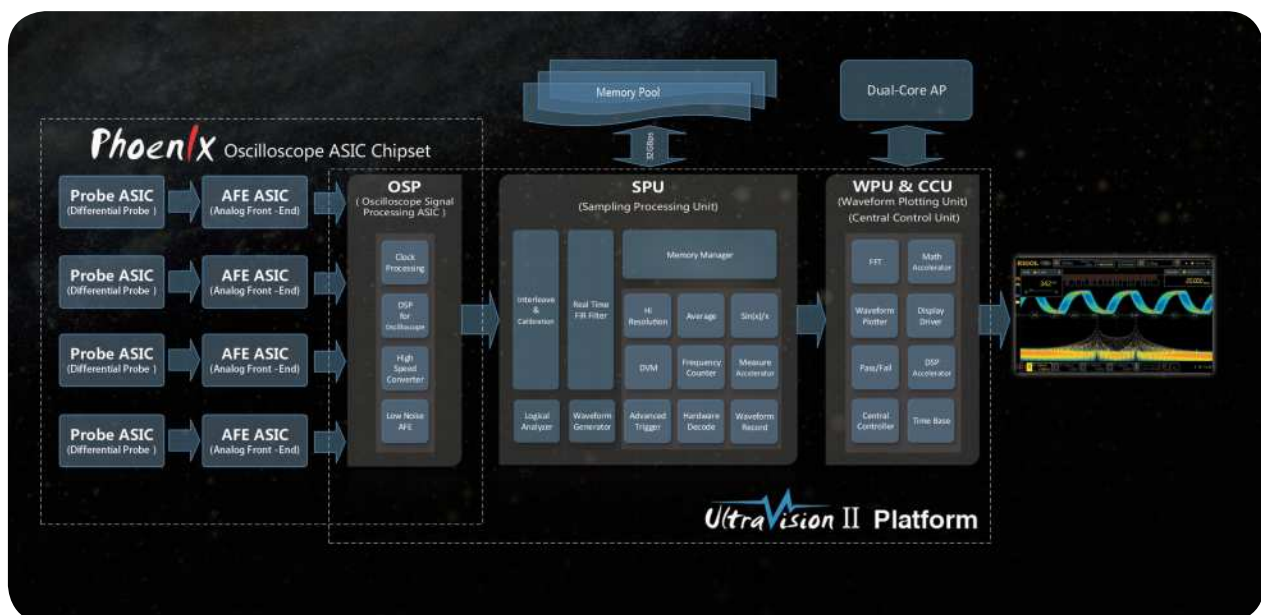 Memory Pool
Dual-Core AP
32GBps
Phoenix Oscilloscope ASIC Chipset
Probe ASIC
(Differential Probe )
AFE ASIC
(Analog Front -End)
Probe ASIC
(Differential Probe )
AFE ASIC
(Analog Front -End)
Probe ASIC
(Differential Probe )
AFE ASIC
(Analog Front -End)
Probe ASIC
(Differential Probe )
AFE ASIC
(Analog Front -End)
OSP
( Oscilloscope Signal
Processing ASIC )
Clock
Processing
DSP
for
Oscilloscope
High
Speed
Converter
Low Noise
AFE
SPU
(Sampling Processing Unit)
Interleave
&
Calibration
Real Time
FIR Filter
Memory Manager
Hi
Resolution
Average
Sin(x)/x
DVM
Frequency
Counter
Measure
Accelerator
Logical
Analyzer
Waveform
Generator
Advanced
Trigger
Hardware
Decode
Waveform
Record
WPU & CCU
(Waveform Plotting Unit)
(Central Control Unit)
FFT
Math
Accelerator
Waveform
Plotter
Display
Driver
Pass/Fail
DSP
Accelerator
Central
Controller
Time Base
RIGOL
UltraVision II Platform